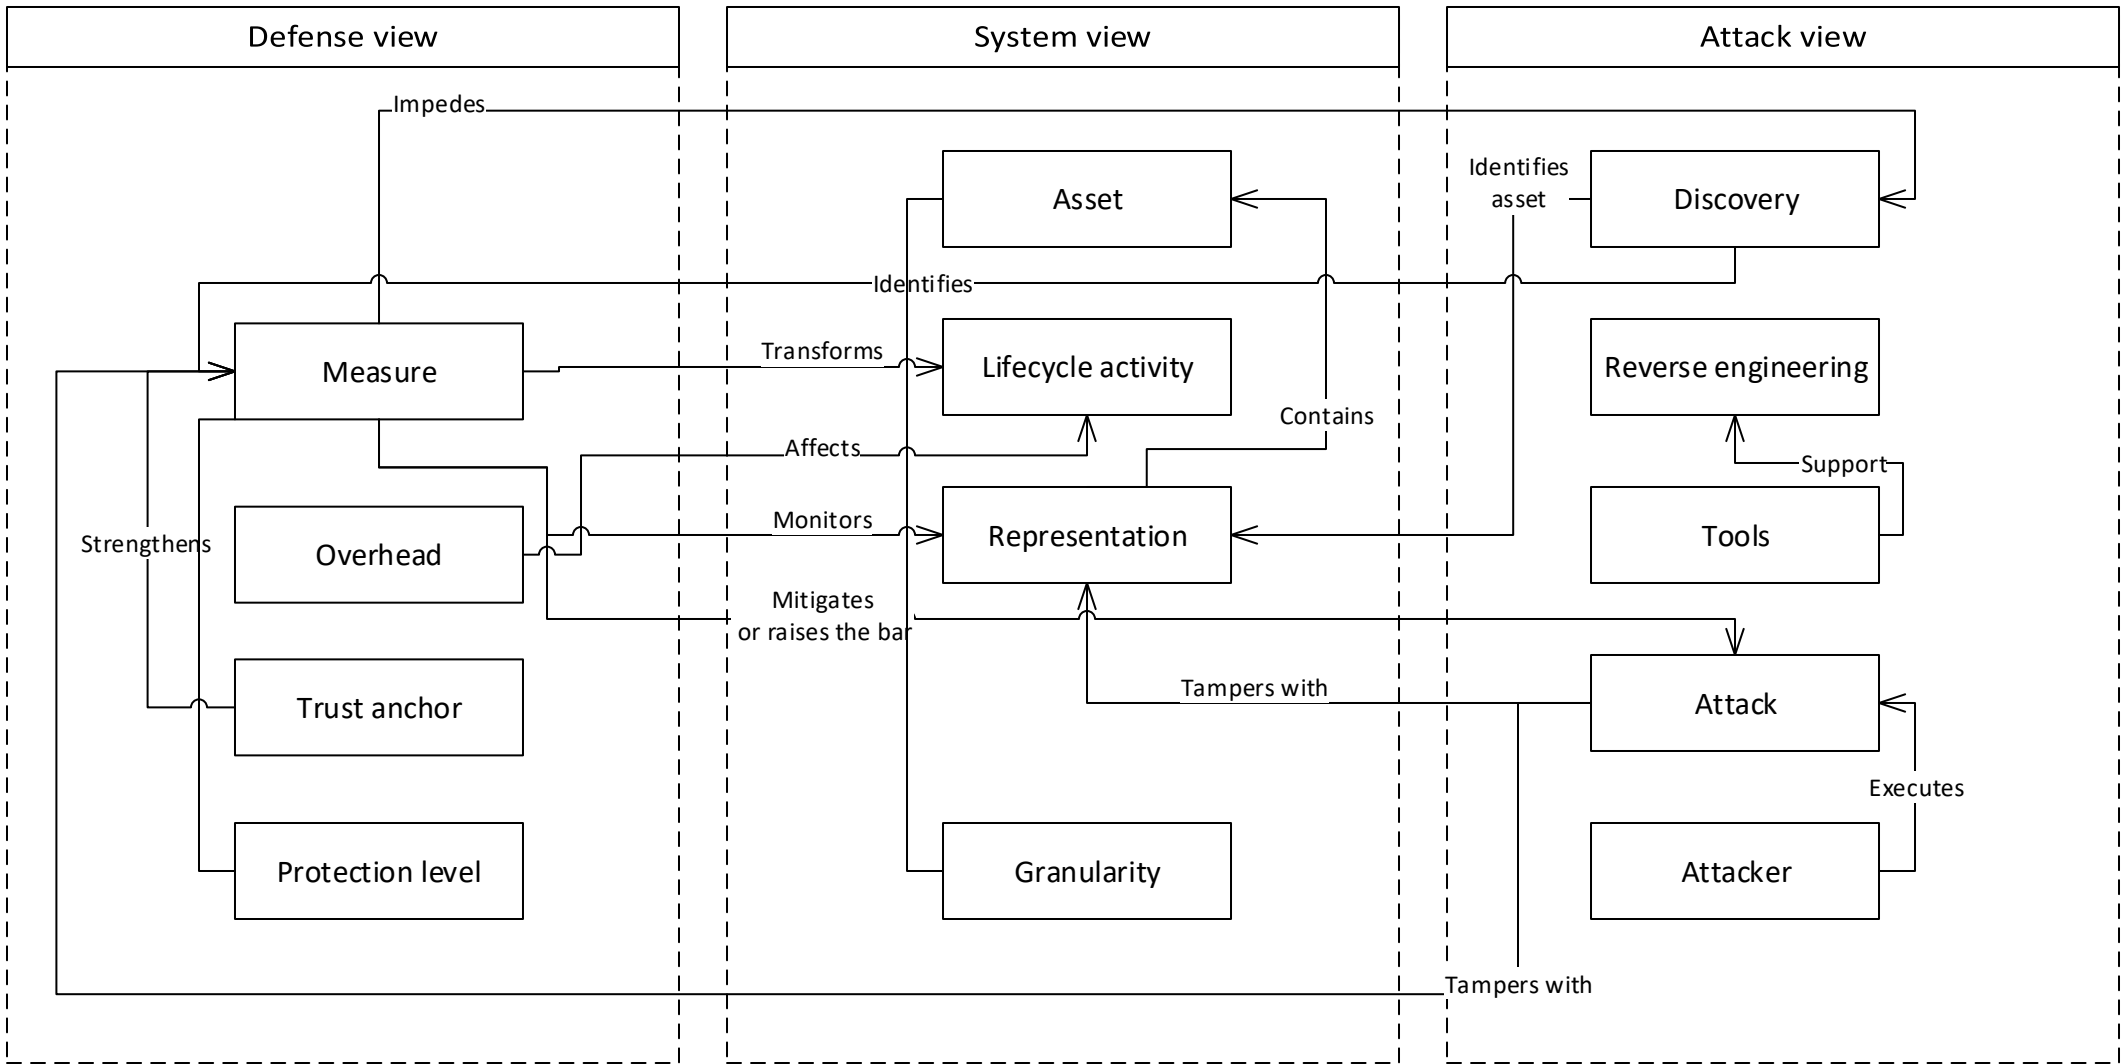 Defense view
System view
Attack view
Impedes
Identifies
asset
Asset
Discovery
Identifies
Transforms
Measure
Lifecycle activity
Reverse engineering
Contains
Affects
Support
Monitors
Strengthens
Overhead
Representation
Tools
Mitigates
or raises the bar
Tampers with
Trust anchor
Attack
Executes
Protection level
Granularity
Attacker
Tampers with